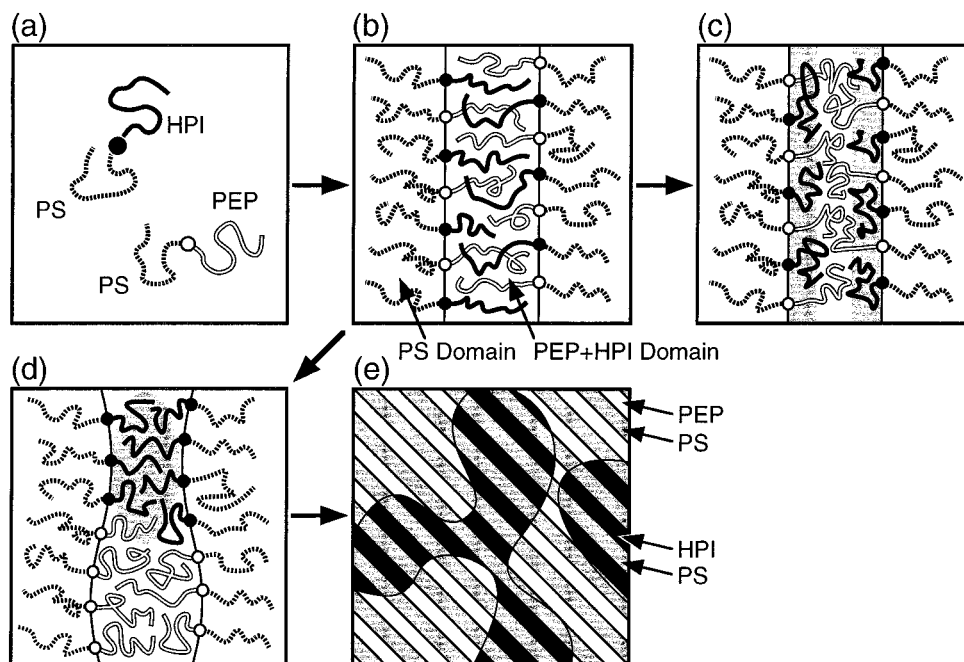 (a)
HPI
PS
PEP
PS
(b)
PS Domain
PEP+HPI Domain
(c)
(d)
(e)
PEP
PS
HPI
PS